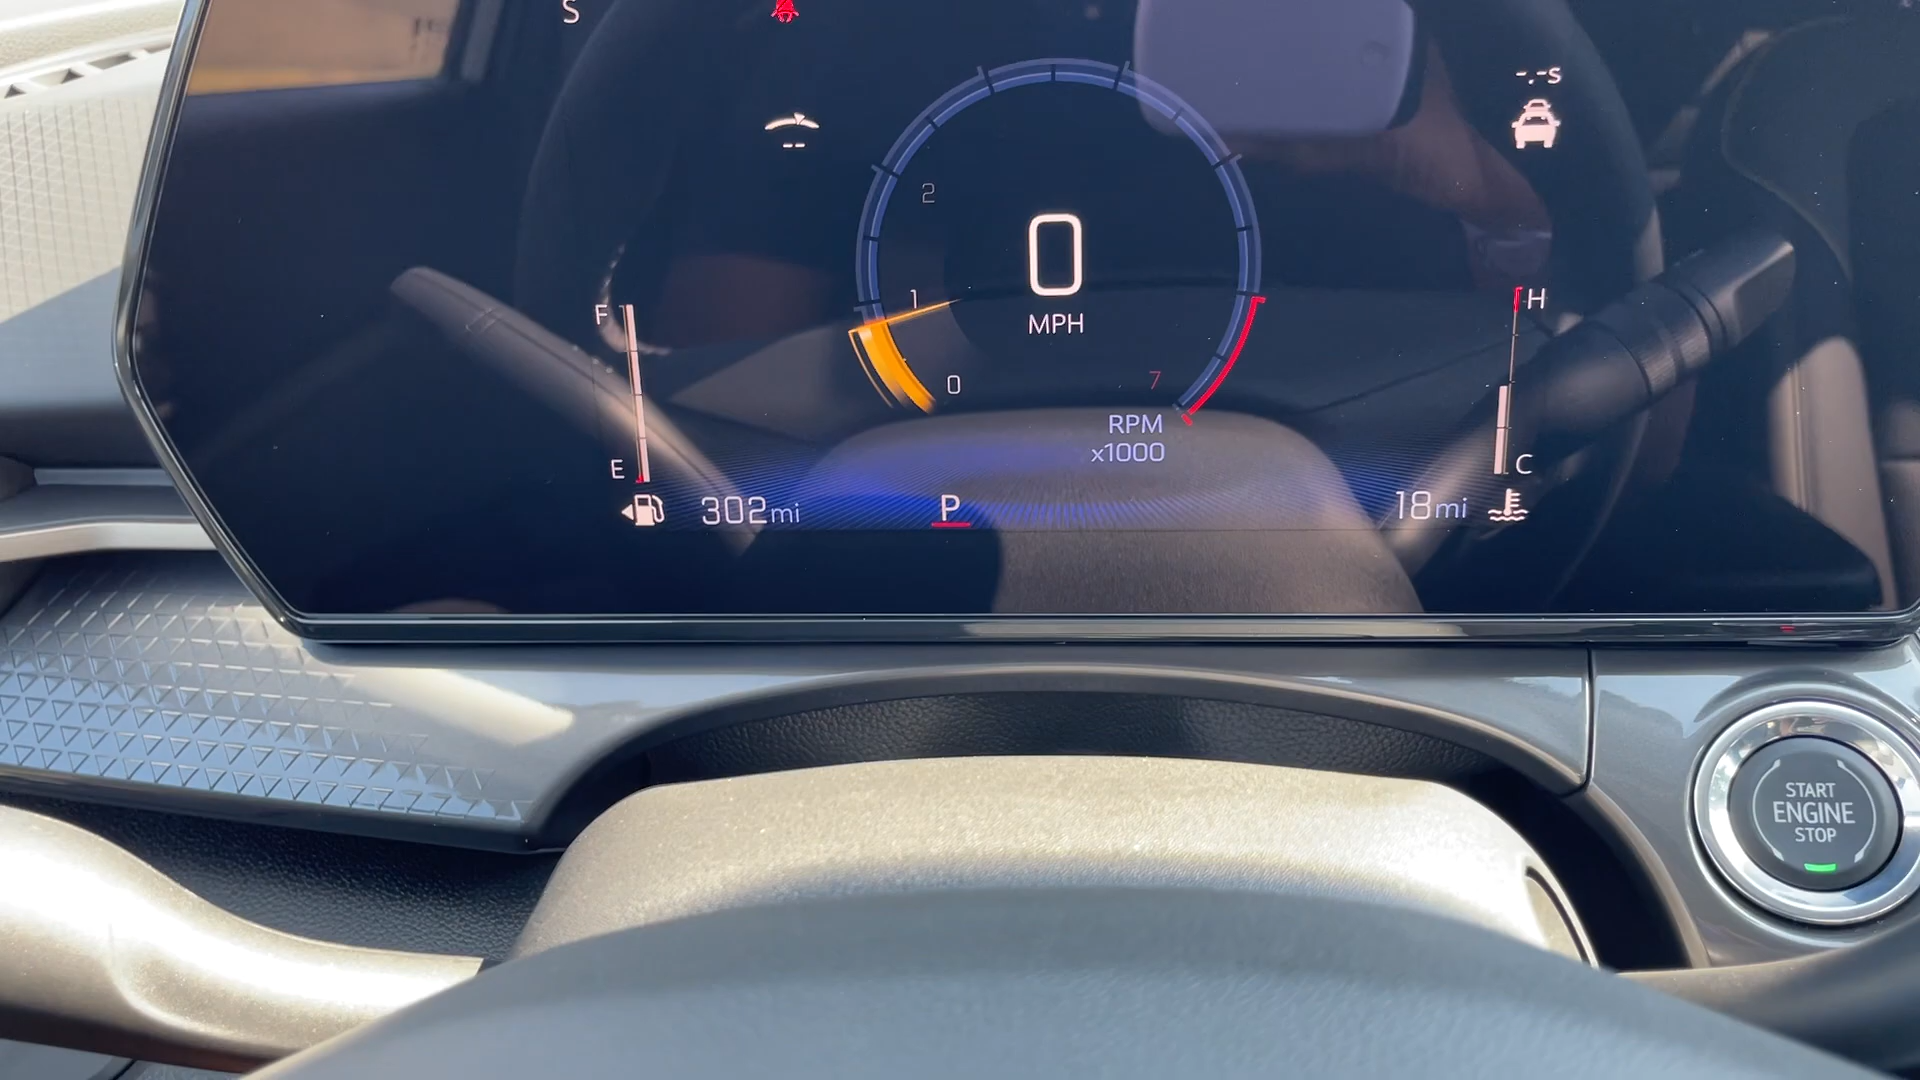 S
-.-s
--
2
0
MPH
1
F
H
0
7
RPM
x1000
E
C
302mi
P
18mi
START
ENGINE
STOP